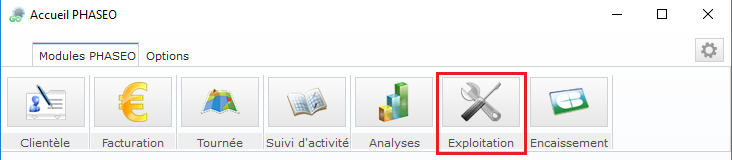 Accueil PHASEO
Modules PHASEO Options
Clientèle Facturation Tournée Suivi d'activité Analyses Exploitation Encaissement